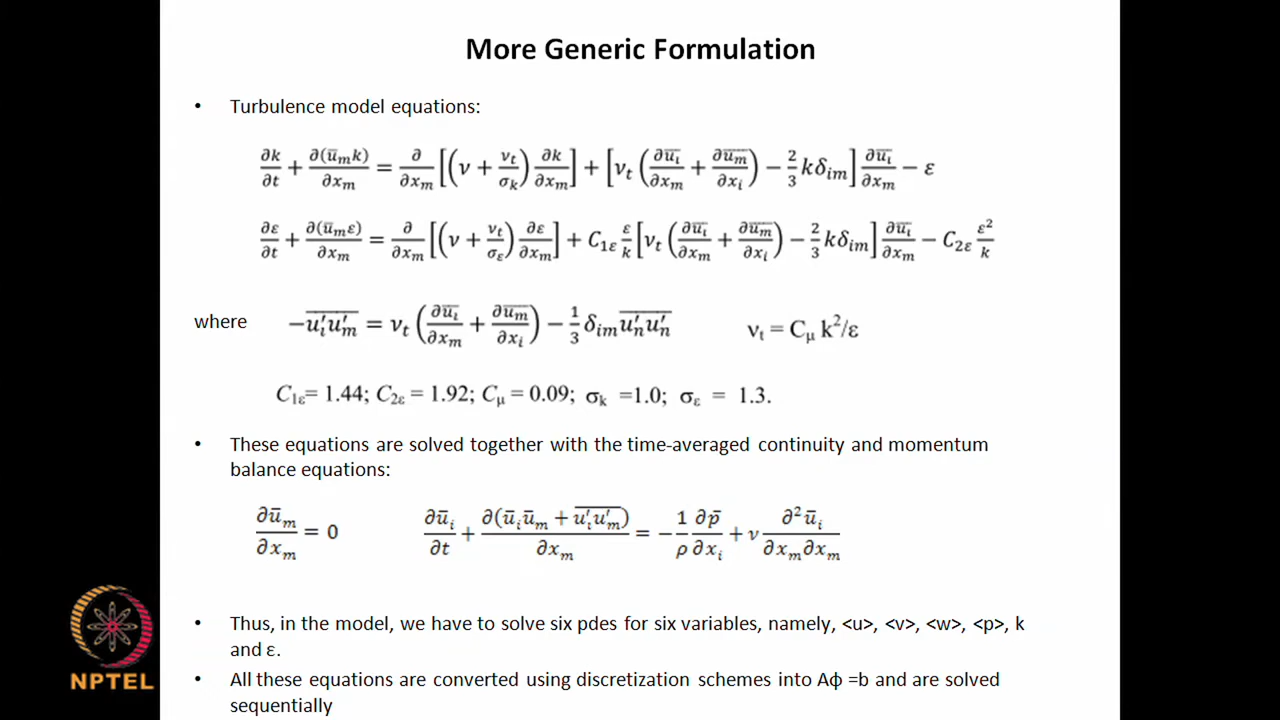 More Generic Formulation
• Turbulence model equations:
∂k/∂t + ∂(ū_m k)/∂x_m = ∂/∂x_m [(ν + ν_t/σ_k) ∂k/∂x_m] + [ν_t (∂ū_i/∂x_m + ∂ū_m/∂x_i) − 2/3 kδ_im] ∂ū_i/∂x_m − ε
∂ε/∂t + ∂(ū_m ε)/∂x_m = ∂/∂x_m [(ν + ν_t/σ_ε) ∂ε/∂x_m] + C_1ε ε/k [ν_t (∂ū_i/∂x_m + ∂ū_m/∂x_i) − 2/3 kδ_im] ∂ū_i/∂x_m − C_2ε ε²/k
where −\overline{u'_i u'_m} = ν_t (∂ū_i/∂x_m + ∂ū_m/∂x_i) − 1/3 δ_im \overline{u'_n u'_n} ν_t = C_μ k²/ε
C_1ε= 1.44; C_2ε = 1.92; C_μ = 0.09; σ_k =1.0; σ_ε = 1.3.
• These equations are solved together with the time-averaged continuity and momentum
balance equations:
∂ū_m/∂x_m = 0 ∂ū_i/∂t + ∂(ū_i ū_m + \overline{u'_i u'_m})/∂x_m = −1/ρ ∂p̄/∂x_i + ν ∂²ū_i/∂x_m∂x_m
• Thus, in the model, we have to solve six pdes for six variables, namely, <u>, <v>, <w>, <p>, k
and ε.
• All these equations are converted using discretization schemes into Aϕ =b and are solved
sequentially
NPTEL